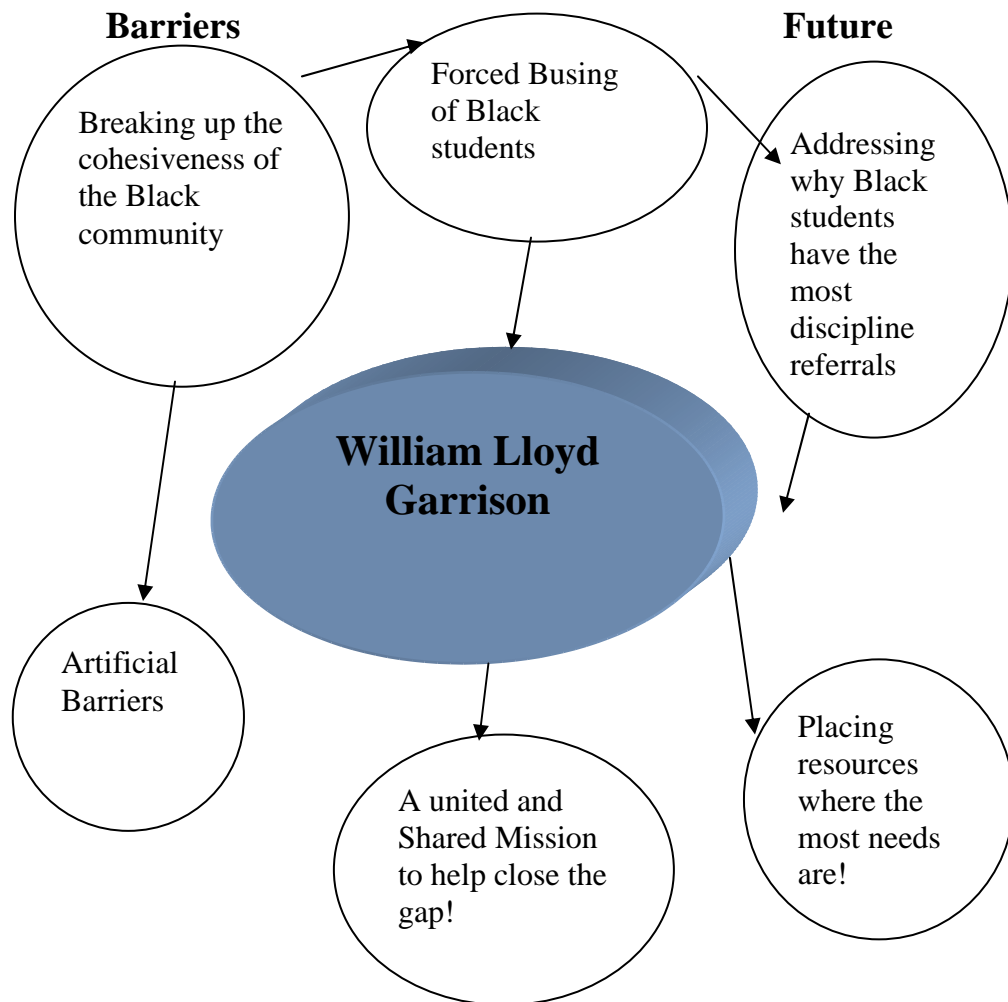 Barriers
Future
Breaking up the
cohesiveness of
the Black
community
Forced Busing
of Black
students
Addressing
why Black
students
have the
most
discipline
referrals
William Lloyd
Garrison
Artificial
Barriers
A united and
Shared Mission
to help close the
gap!
Placing
resources
where the
most needs
are!